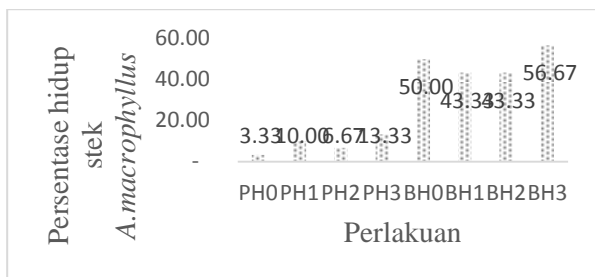 Persentase hidup
stek
A.macrophyllus
60.00
40.00
20.00
-
3.33 10.00 6.67 13.33 50.00 43.33 43.33 56.67
PH0 PH1 PH2 PH3 BH0 BH1 BH2 BH3
Perlakuan